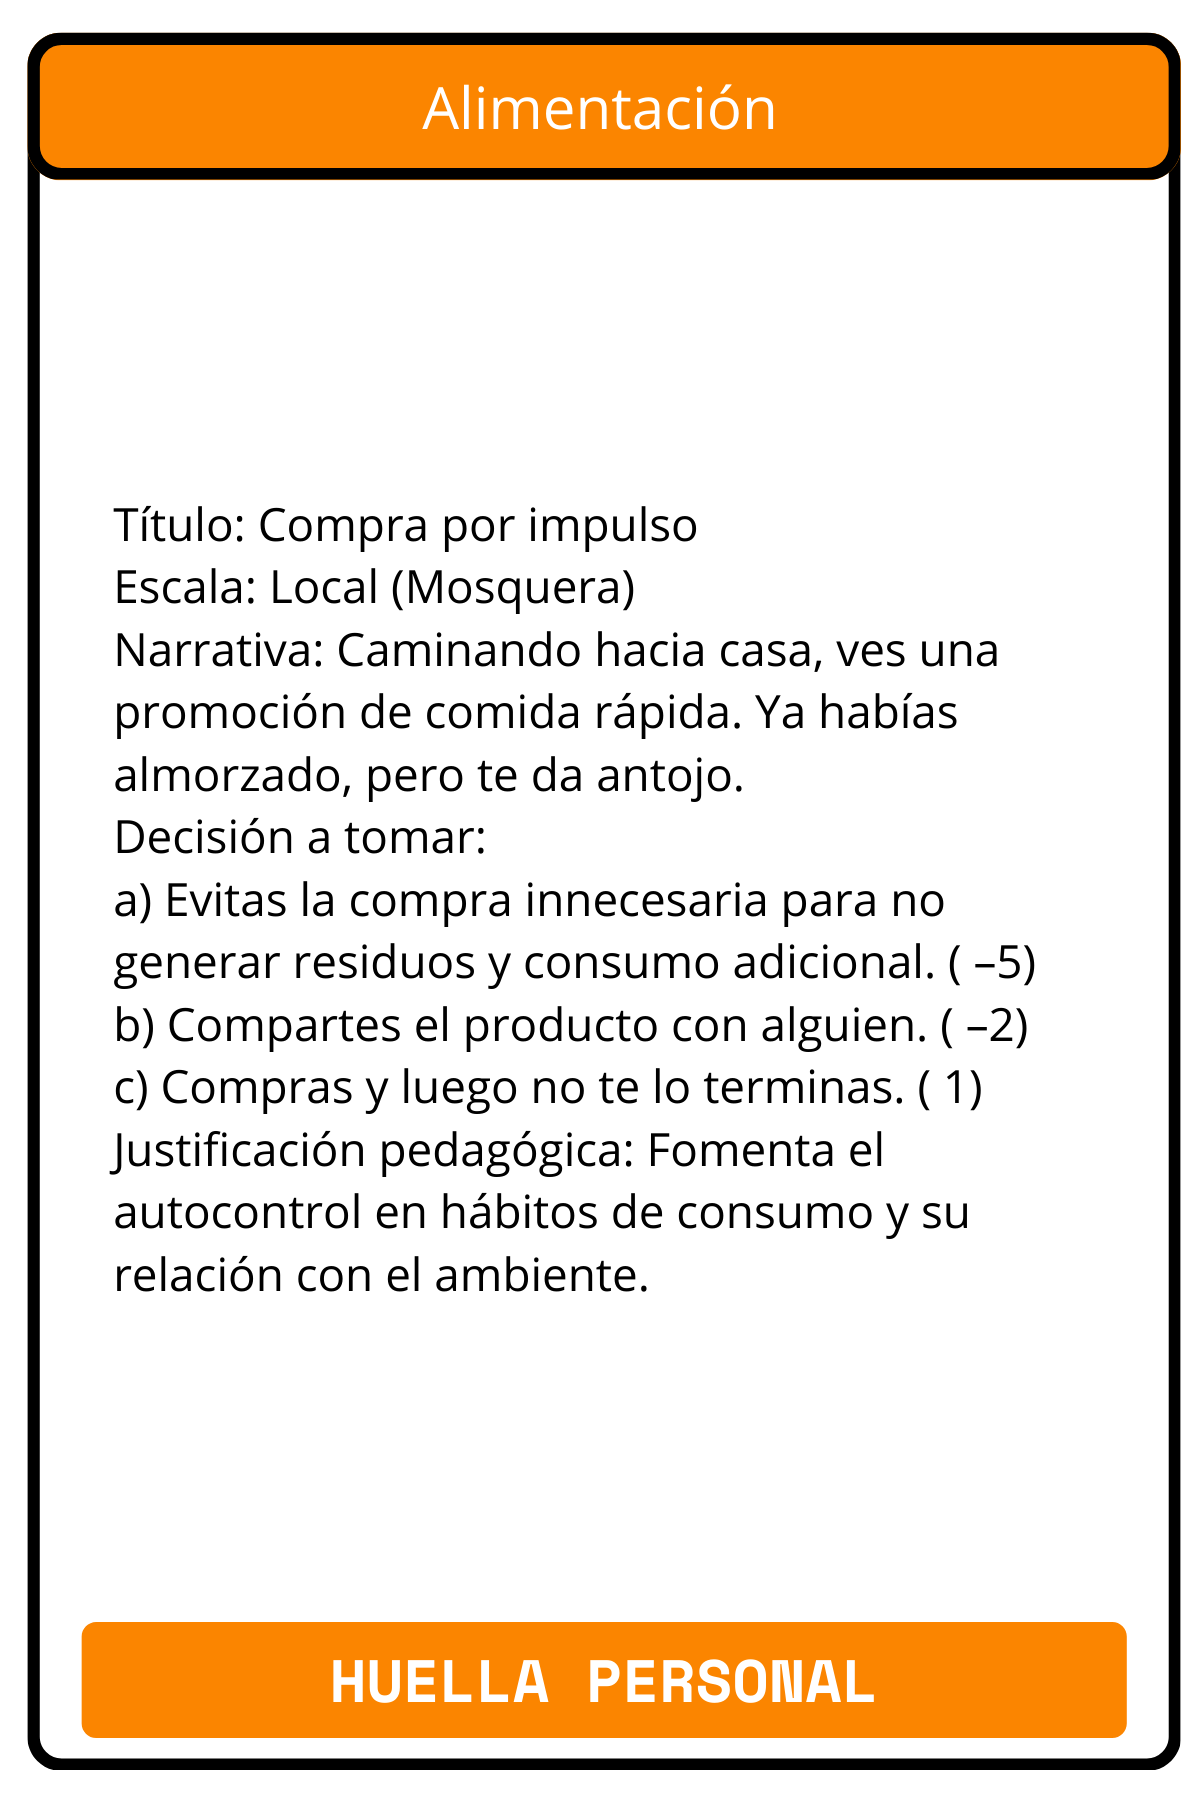 Alimentación
Título: Compra por impulso
Escala: Local (Mosquera)
Narrativa: Caminando hacia casa, ves una
promoción de comida rápida. Ya habías
almorzado, pero te da antojo.
Decisión a tomar:
a) Evitas la compra innecesaria para no
generar residuos y consumo adicional. ( –5)
b) Compartes el producto con alguien. ( –2)
c) Compras y luego no te lo terminas. ( 1)
Justificación pedagógica: Fomenta el
autocontrol en hábitos de consumo y su
relación con el ambiente.
HUELLA PERSONAL